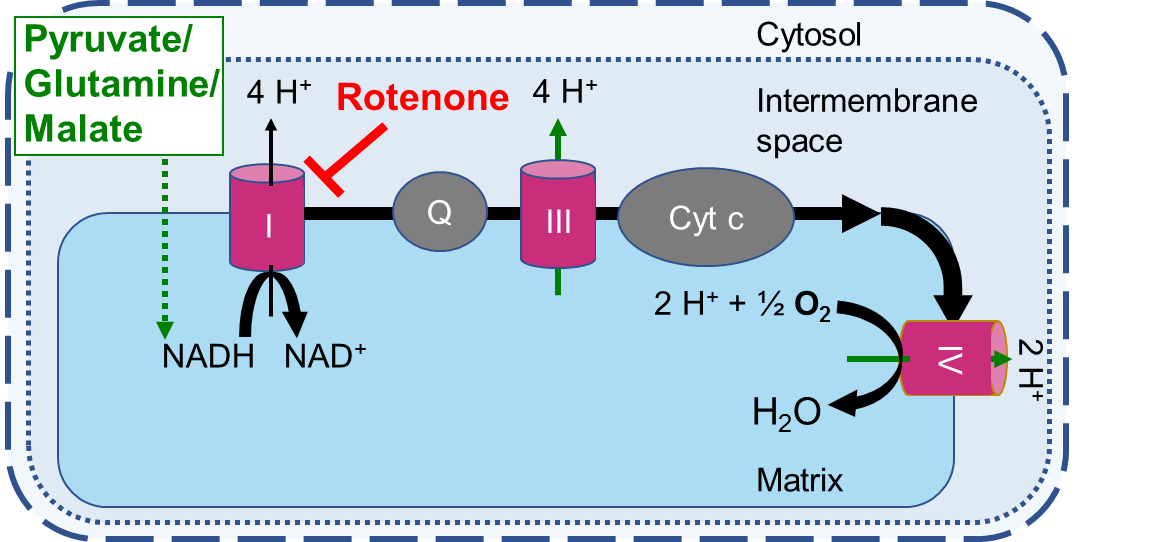 Pyruvate/
Glutamine/
Malate
Cytosol
4 H⁺
Rotenone
4 H⁺
Intermembrane
space
I
Q
III
Cyt c
2 H⁺ + ½ O₂
IV
2 H⁺
NADH
NAD⁺
H₂O
Matrix